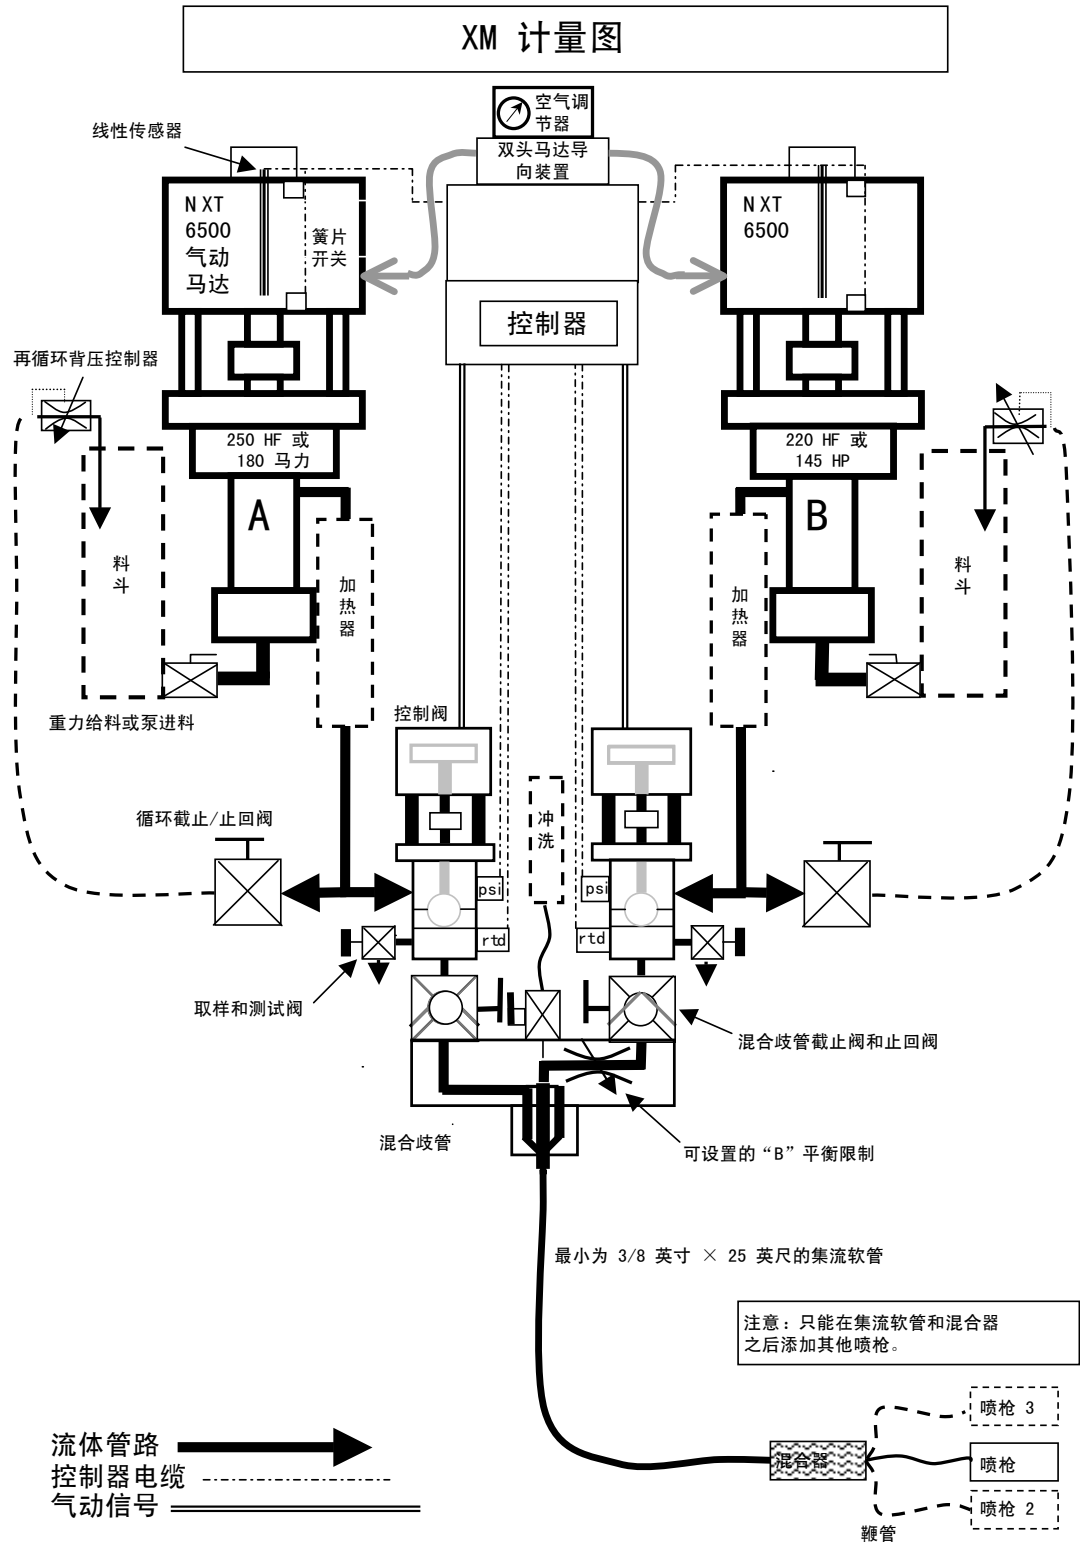 XM 计量图
空气调
节器
线性传感器
双头马达导
向装置
NXT
6500
气动
马达
簧片
开关
NXT
6500
控制器
再循环背压控制器
250 HF 或
180 马力
220 HF 或
145 HP
A
B
料
斗
加
热
器
加
热
器
料
斗
重力给料或泵进料
控制阀
循环截止/止回阀
冲
洗
psi
psi
rtd
rtd
取样和测试阀
混合歧管截止阀和止回阀
混合歧管
可设置的“B”平衡限制
最小为 3/8 英寸 × 25 英尺的集流软管
注意：只能在集流软管和混合器
之后添加其他喷枪。
喷枪 3
混合器
喷枪
喷枪 2
鞭管
流体管路
控制器电缆
气动信号